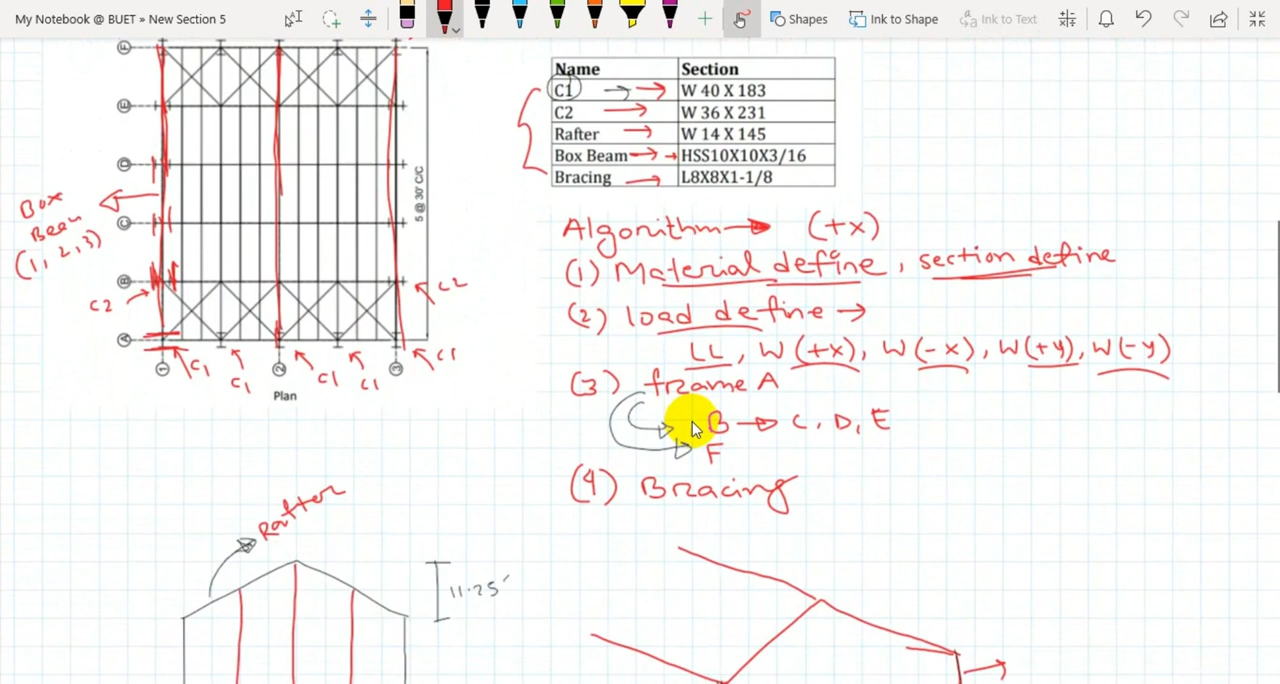 My Notebook @ BUET » New Section 5
Shapes
Ink to Shape
Ink to Text
F
E
D
C
B
A
5 @ 30' C/C
1
2
3
Plan
Box
Beam
(1, 2, 3)
C2
C2
C1
C1
C1
C1
C1
Name Section
C1 W 40 X 183
C2 W 36 X 231
Rafter W 14 X 145
Box Beam HSS10X10X3/16
Bracing L8X8X1-1/8
Algorithm → (+x)
(1) Material define, section define
(2) load define →
LL, W(+x), W(-x), W(+y), W(-y)
(3) frame A
B → C, D, E
F
(4) Bracing
Rafter
11.25'